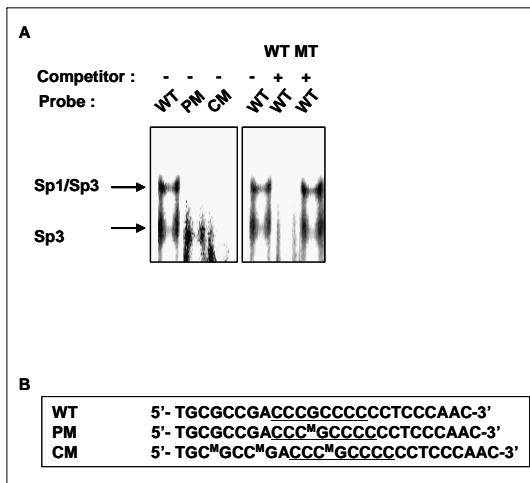 A
WT MT
Competitor : - - - - + +
Probe : WT PM CM WT WT WT
Sp1/Sp3
Sp3
B
WT 5'- TGCGCCGACCCGCCCCCCTCCCAAC-3'
PM 5'- TGCGCCGACCCᴹGCCCCCCTCCCAAC-3'
CM 5'- TGCᴹGCCᴹGACCCᴹGCCCCCCTCCCAAC-3'